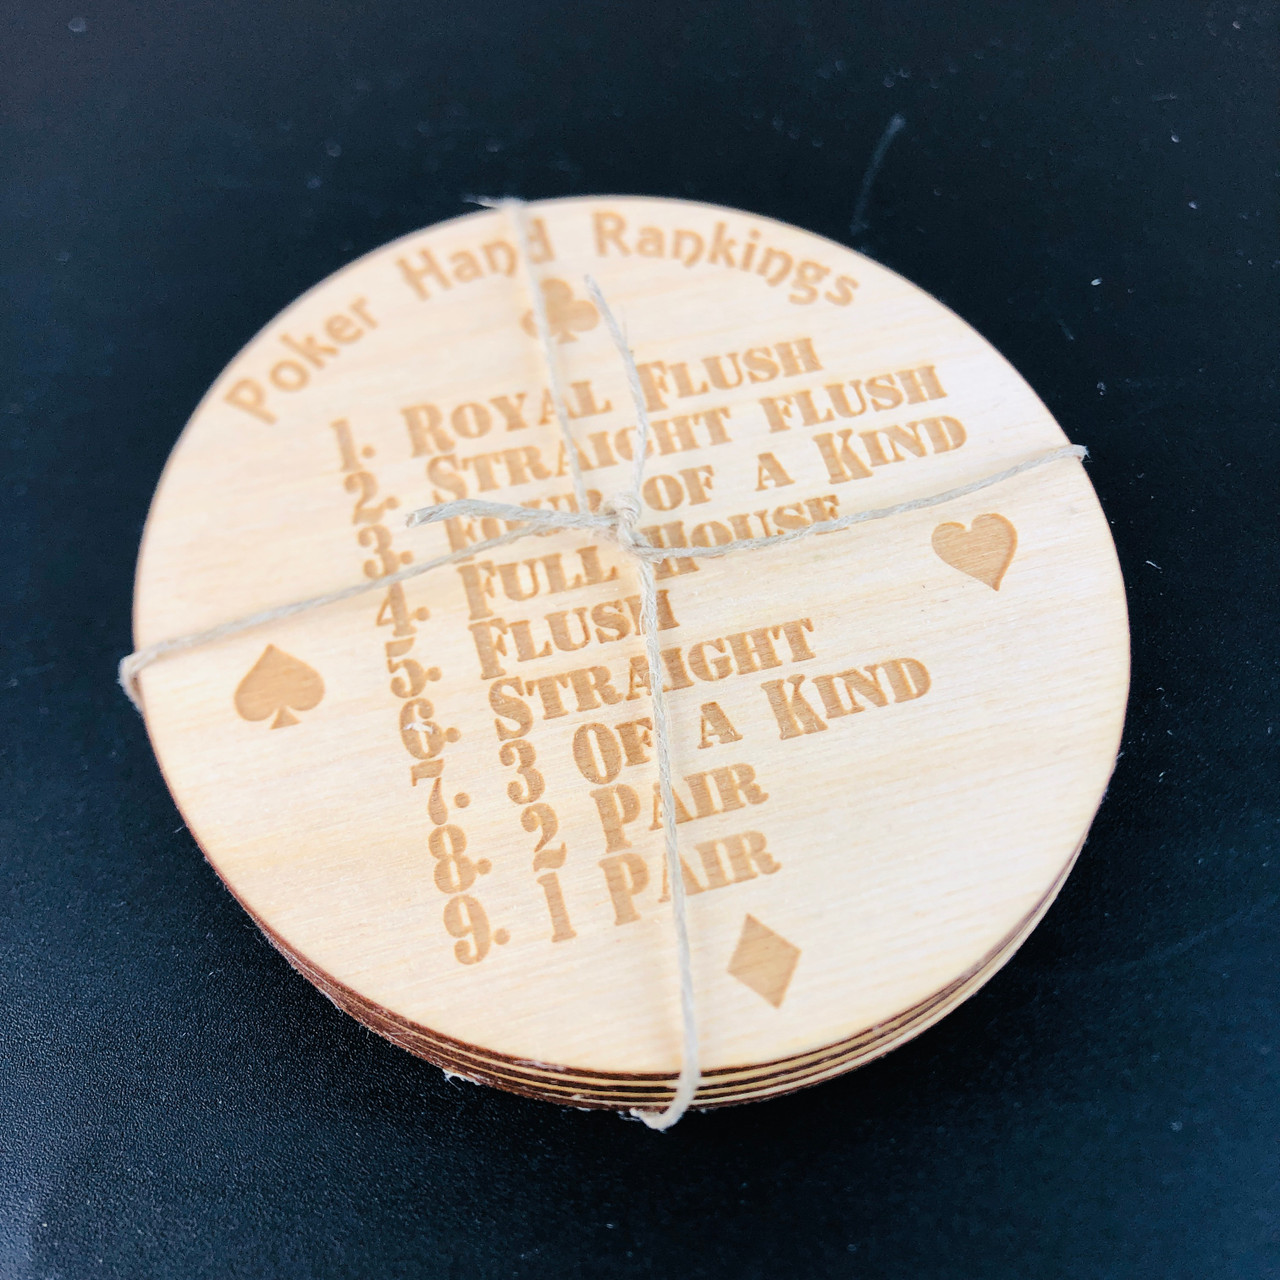 Poker Hand Rankings
1. Royal Flush
2. Straight flush
3. Four of a Kind
4. Full House
5. Flush
6. Straight
7. 3 Of a Kind
8. 2 Pair
9. 1 Pair